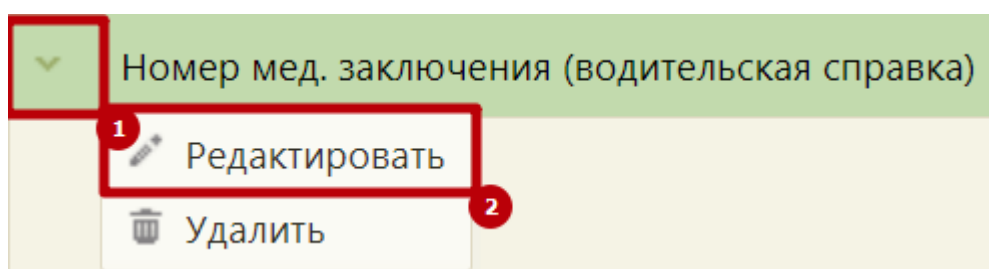 Номер мед. заключения (водительская справка)
1
Редактировать
2
Удалить